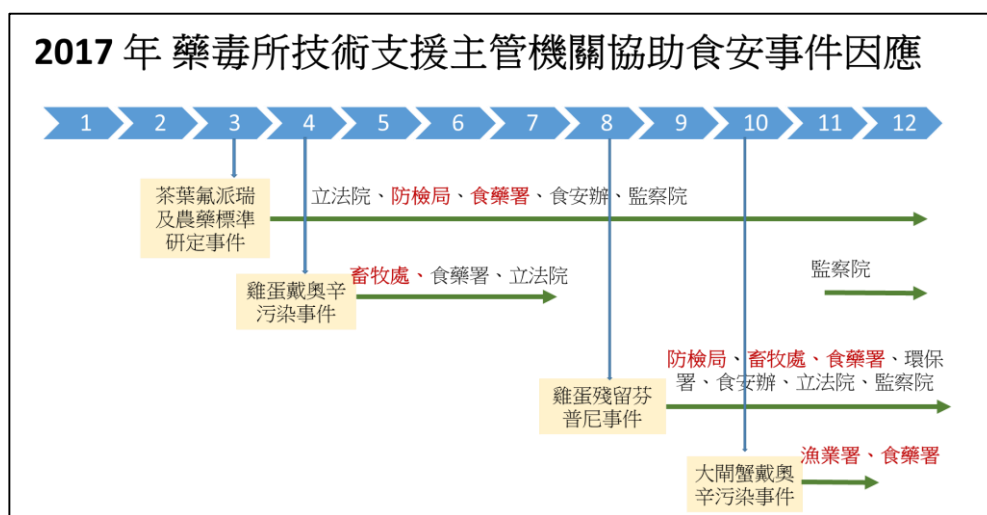 2017 年 藥毒所技術支援主管機關協助食安事件因應
1 2 3 4 5 6 7 8 9 10 11 12
茶葉氟派瑞
及農藥標準
研定事件
立法院、防檢局、食藥署、食安辦、監察院
雞蛋戴奧辛
污染事件
畜牧處、食藥署、立法院
監察院
雞蛋殘留芬
普尼事件
防檢局、畜牧處、食藥署、環保
署、食安辦、立法院、監察院
大閘蟹戴奧
辛污染事件
漁業署、食藥署